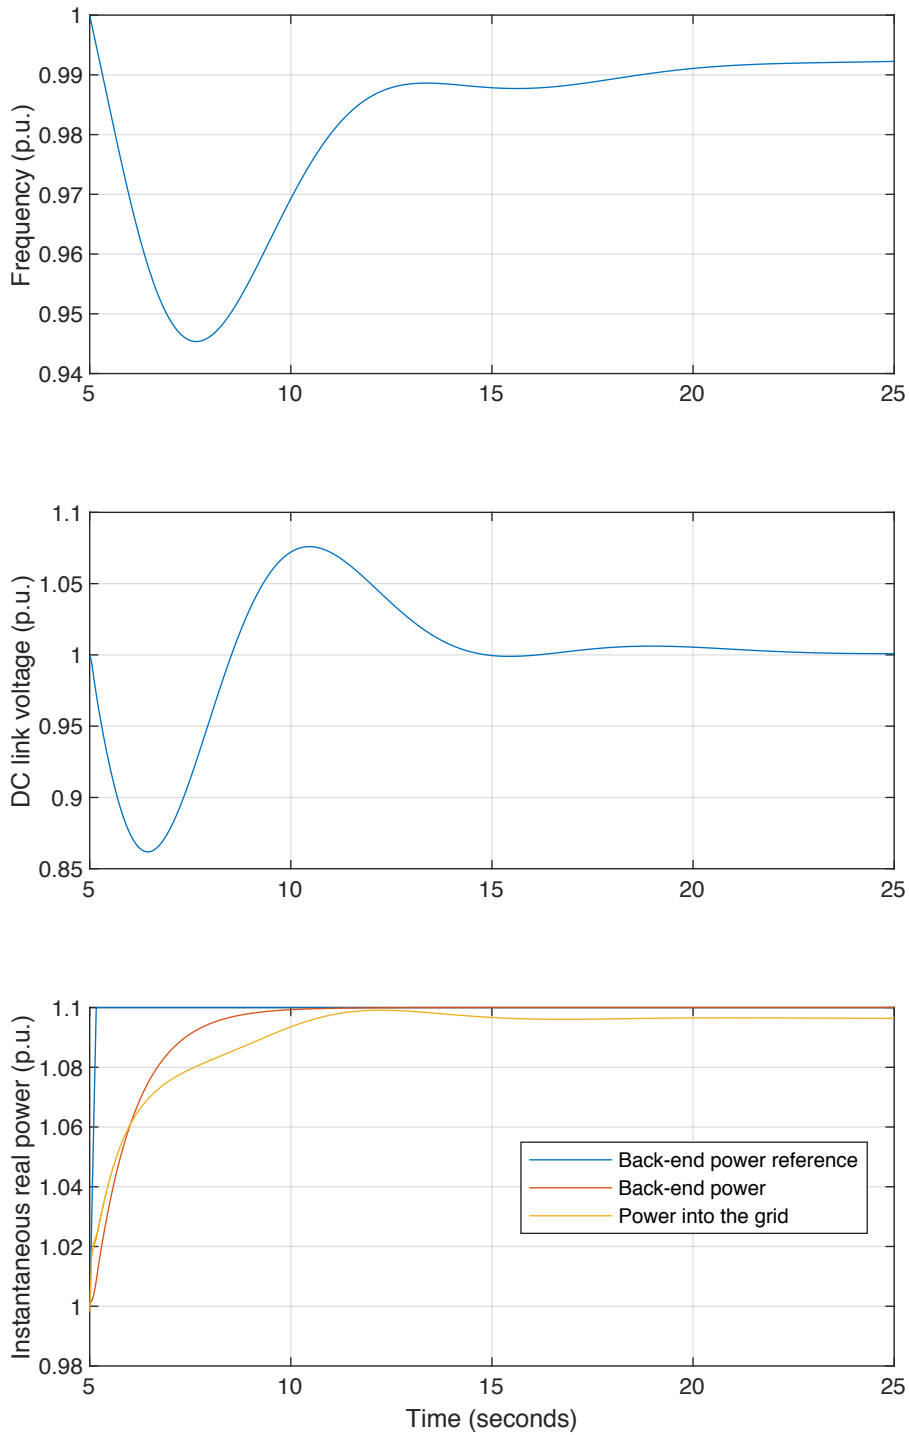 1
0.99
0.98
0.97
0.96
0.95
0.94
Frequency (p.u.)
5 10 15 20 25
1.1
1.05
1
0.95
0.9
0.85
DC link voltage (p.u.)
5 10 15 20 25
1.1
1.08
1.06
1.04
1.02
1
0.98
Instantaneous real power (p.u.)
Back-end power reference
Back-end power
Power into the grid
5 10 15 20 25
Time (seconds)